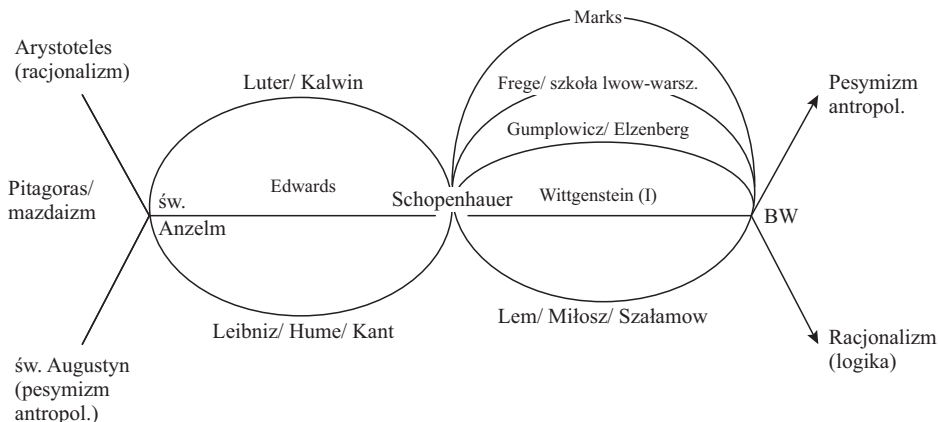 Marks
Arystoteles
(racjonalizm)
Luter/ Kalwin
Frege/ szkoła lwow-warsz.
Pesymizm
antropol.
Gumplowicz/ Elzenberg
Pitagoras/
mazdaizm
św.
Anzelm
Edwards
Schopenhauer
Wittgenstein (I)
BW
Leibniz/ Hume/ Kant
Lem/ Miłosz/ Szałamow
św. Augustyn
(pesymizm
antropol.)
Racjonalizm
(logika)